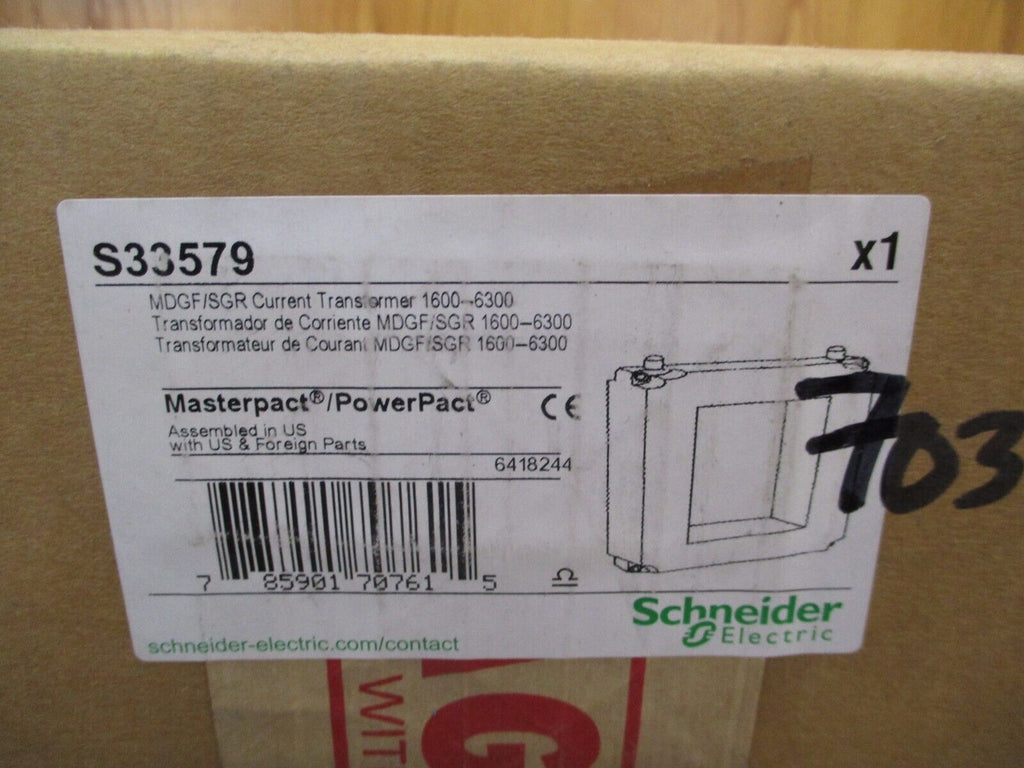 S33579 x1
MDGF/SGR Current Transformer 1600–6300
Transformador de Corriente MDGF/SGR 1600–6300
Transformateur de Courant MDGF/SGR 1600–6300
Masterpact®/PowerPact® CE
Assembled in US
with US & Foreign Parts
6418244
703
7 85901 70761 5
Schneider
Electric
schneider-electric.com/contact
AG
WIT